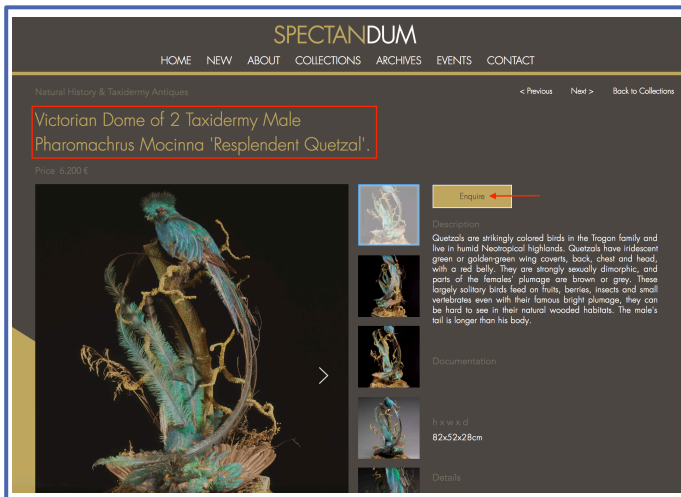 SPECTANDUM
HOME NEW ABOUT COLLECTIONS ARCHIVES EVENTS CONTACT
Natural History & Taxidermy Antiques
< Previous Next > Back to Collections
Victorian Dome of 2 Taxidermy Male
Pharomachrus Mocinna 'Resplendent Quetzal'.
Price 6.200 €
Enquire
Description
Quetzals are strikingly colored birds in the Trogon family and
live in humid Neotropical highlands. Quetzals have iridescent
green or golden-green wing coverts, back, chest and head,
with a red belly. They are strongly sexually dimorphic, and
parts of the females' plumage are brown or grey. These
largely solitary birds feed on fruits, berries, insects and small
vertebrates even with their famous bright plumage, they can
be hard to see in their natural wooded habitats. The male's
tail is longer than his body.
Documentation
h x w x d
82x52x28cm
Details